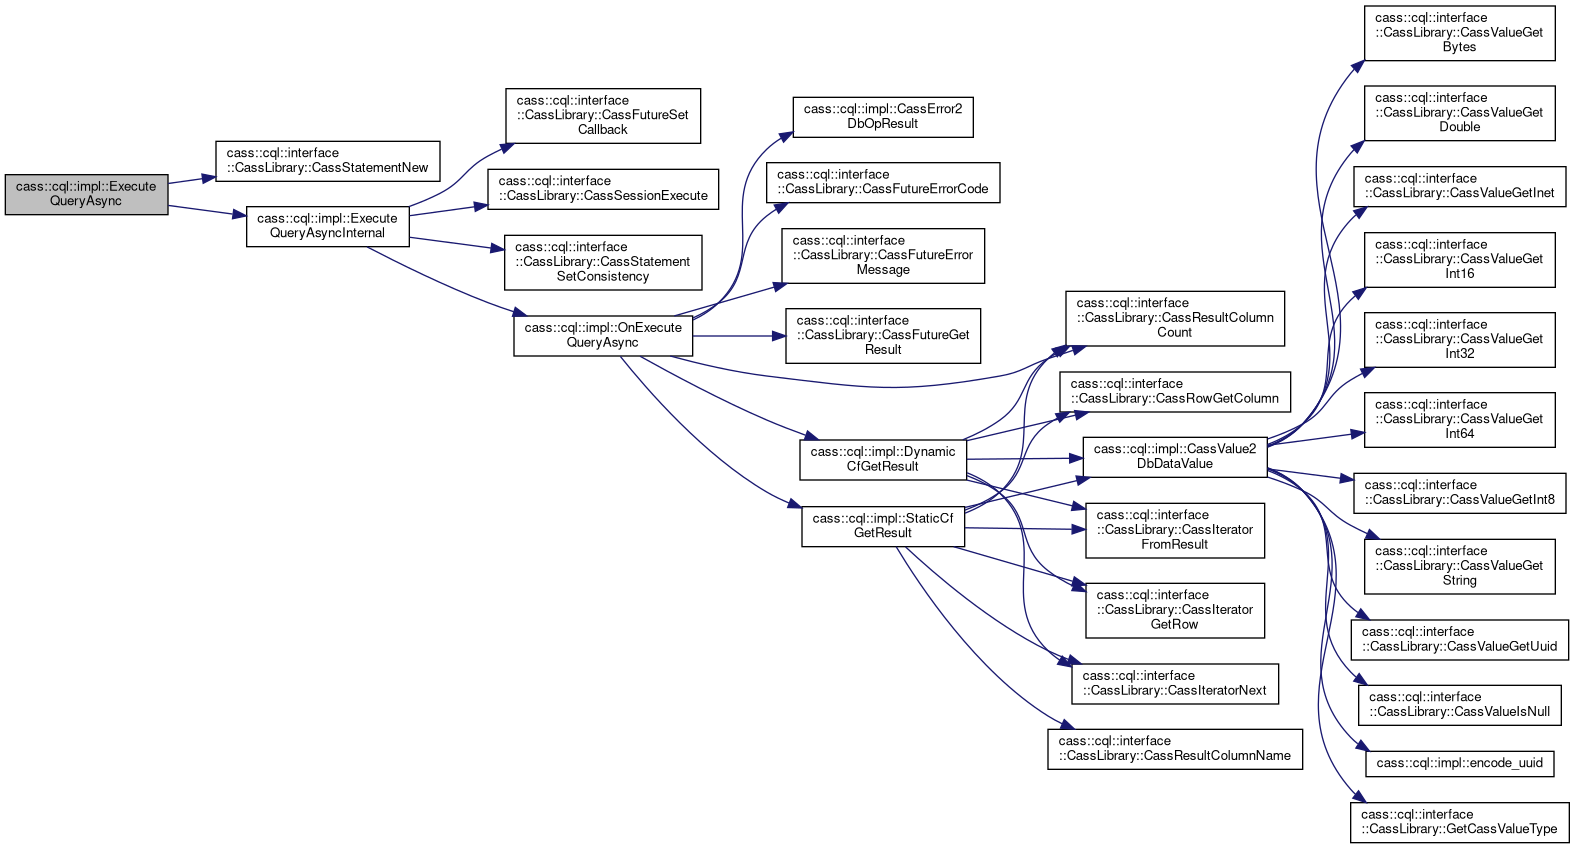 cass::cql::impl::Execute
QueryAsync
cass::cql::interface
::CassLibrary::CassStatementNew
cass::cql::impl::Execute
QueryAsyncInternal
cass::cql::interface
::CassLibrary::CassFutureSet
Callback
cass::cql::interface
::CassLibrary::CassSessionExecute
cass::cql::interface
::CassLibrary::CassStatement
SetConsistency
cass::cql::impl::OnExecute
QueryAsync
cass::cql::impl::CassError2
DbOpResult
cass::cql::interface
::CassLibrary::CassFutureErrorCode
cass::cql::interface
::CassLibrary::CassFutureError
Message
cass::cql::interface
::CassLibrary::CassFutureGet
Result
cass::cql::impl::Dynamic
CfGetResult
cass::cql::impl::StaticCf
GetResult
cass::cql::interface
::CassLibrary::CassResultColumn
Count
cass::cql::interface
::CassLibrary::CassRowGetColumn
cass::cql::impl::CassValue2
DbDataValue
cass::cql::interface
::CassLibrary::CassIterator
FromResult
cass::cql::interface
::CassLibrary::CassIterator
GetRow
cass::cql::interface
::CassLibrary::CassIteratorNext
cass::cql::interface
::CassLibrary::CassResultColumnName
cass::cql::interface
::CassLibrary::CassValueGet
Bytes
cass::cql::interface
::CassLibrary::CassValueGet
Double
cass::cql::interface
::CassLibrary::CassValueGetInet
cass::cql::interface
::CassLibrary::CassValueGet
Int16
cass::cql::interface
::CassLibrary::CassValueGet
Int32
cass::cql::interface
::CassLibrary::CassValueGet
Int64
cass::cql::interface
::CassLibrary::CassValueGetInt8
cass::cql::interface
::CassLibrary::CassValueGet
String
cass::cql::interface
::CassLibrary::CassValueGetUuid
cass::cql::interface
::CassLibrary::CassValueIsNull
cass::cql::impl::encode_uuid
cass::cql::interface
::CassLibrary::GetCassValueType